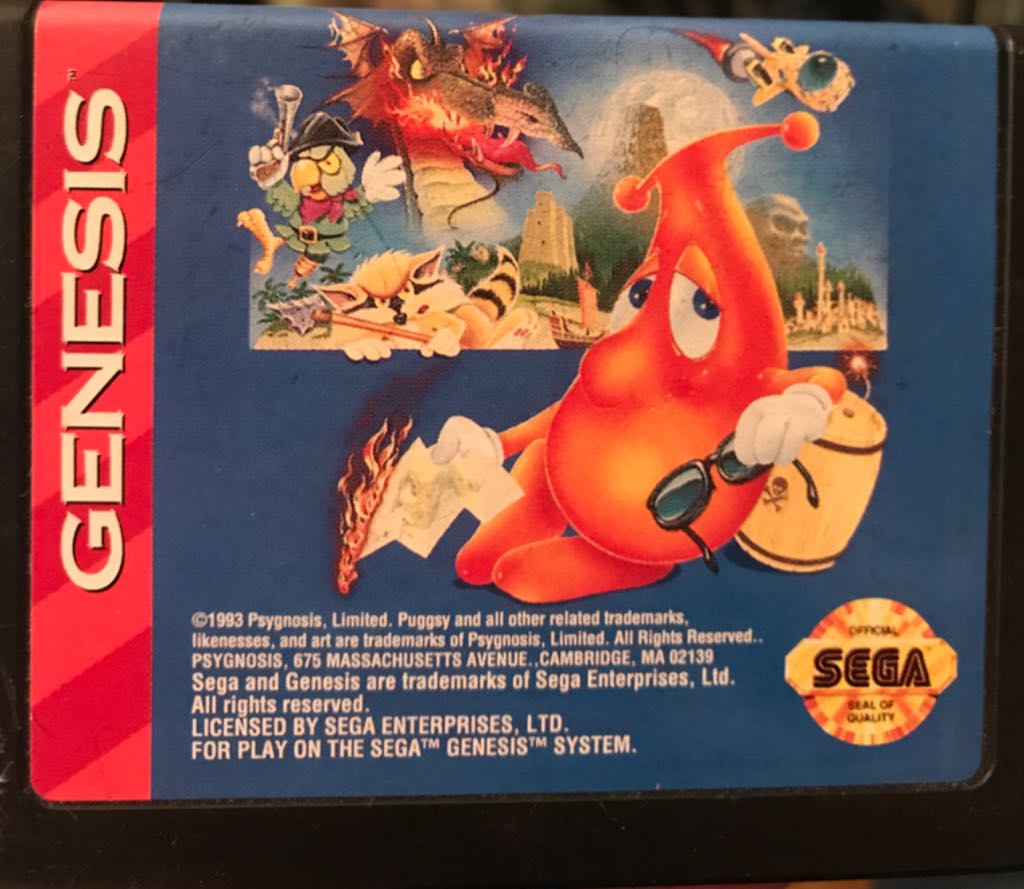 GENESIS
©1993 Psygnosis, Limited. Puggsy and all other related trademarks,
likenesses, and art are trademarks of Psygnosis, Limited. All Rights Reserved..
PSYGNOSIS, 675 MASSACHUSETTS AVENUE.,CAMBRIDGE, MA 02139
Sega and Genesis are trademarks of Sega Enterprises, Ltd.
All rights reserved.
LICENSED BY SEGA ENTERPRISES, LTD.
FOR PLAY ON THE SEGA™ GENESIS™ SYSTEM.
OFFICIAL
SEGA
SEAL OF
QUALITY